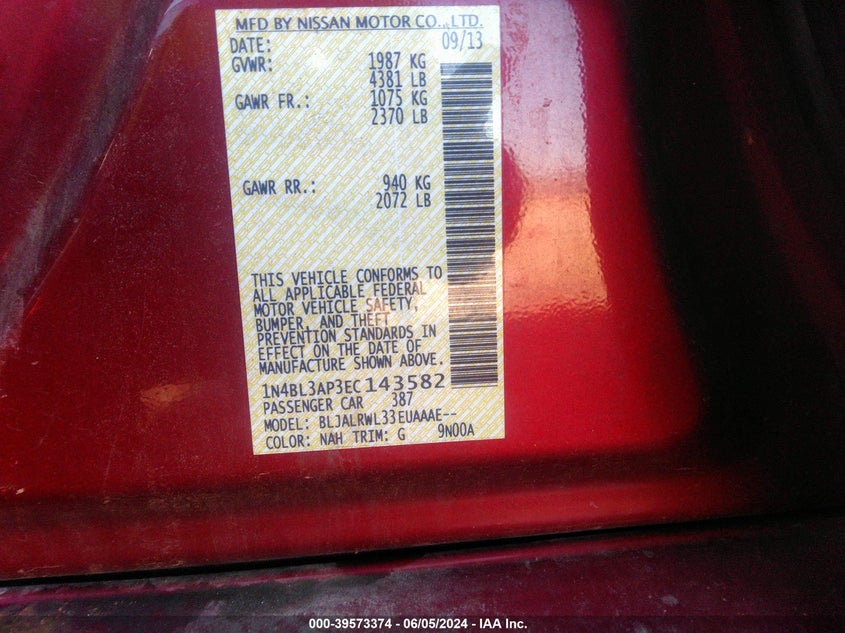 MFD BY NISSAN MOTOR CO.,LTD.
DATE: 09/13
GVWR: 1987 KG
4381 LB
GAWR FR.: 1075 KG
2370 LB
GAWR RR.: 940 KG
2072 LB
THIS VEHICLE CONFORMS TO
ALL APPLICABLE FEDERAL
MOTOR VEHICLE SAFETY,
BUMPER, AND THEFT
PREVENTION STANDARDS IN
EFFECT ON THE DATE OF
MANUFACTURE SHOWN ABOVE.
1N4BL3AP3EC143582
PASSENGER CAR 387
MODEL: BLJALRWL33EUAAAE--
COLOR: NAH TRIM: G 9N00A
000-39573374 - 06/05/2024 - IAA Inc.